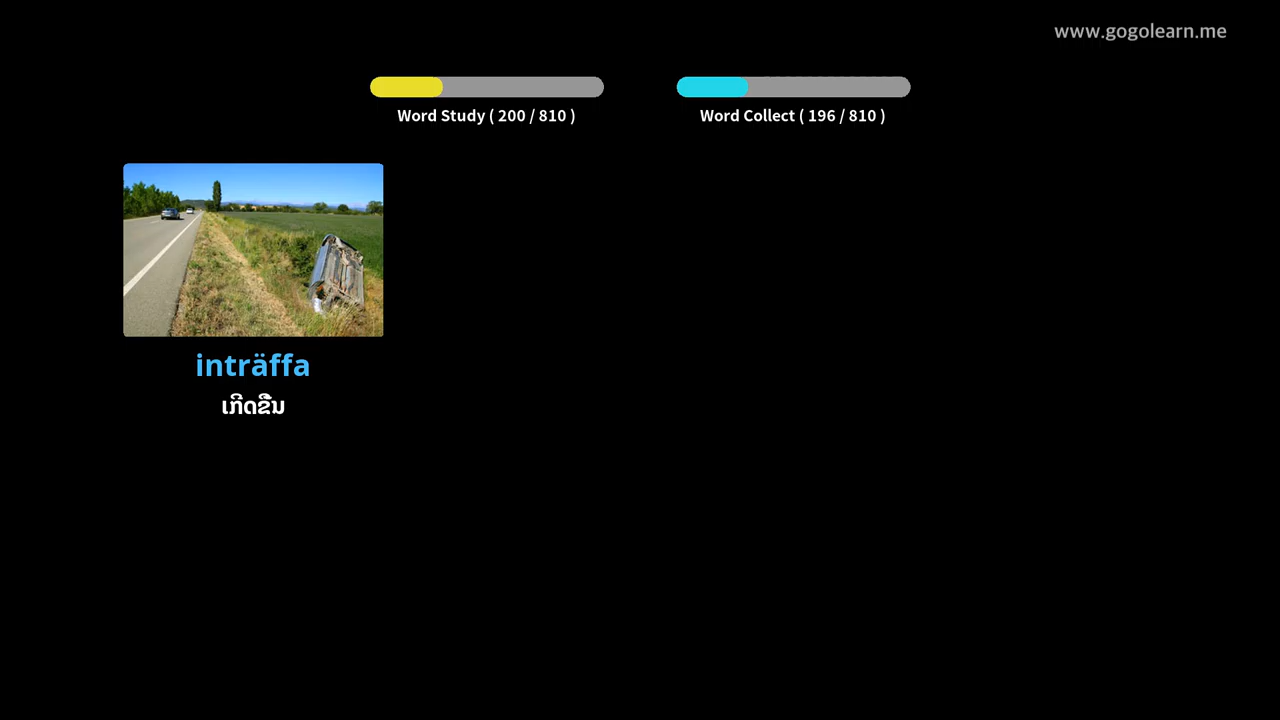 www.gogolearn.me
Word Study ( 200 / 810 )
Word Collect ( 196 / 810 )
inträffa
ເກີດຂຶ້ນ